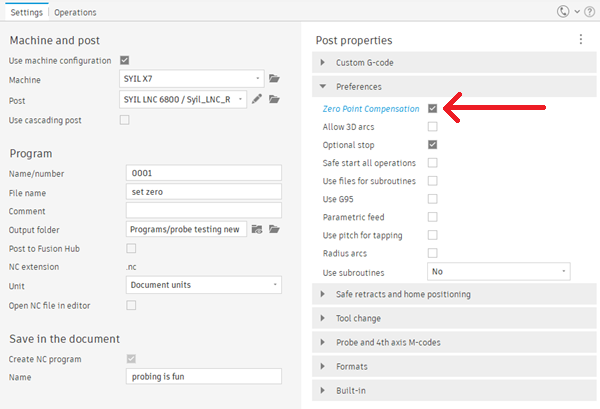 Settings
Operations
Machine and post
Use machine configuration
Machine
SYIL X7
Post
SYIL LNC 6800 / Syil_LNC_R
Use cascading post
Program
Name/number
0001
File name
set zero
Comment
Output folder
Programs/probe testing new
Post to Fusion Hub
NC extension
.nc
Unit
Document units
Open NC file in editor
Save in the document
Create NC program
Name
probing is fun
Post properties
Custom G-code
Preferences
Zero Point Compensation
Allow 3D arcs
Optional stop
Safe start all operations
Use files for subroutines
Use G95
Parametric feed
Use pitch for tapping
Radius arcs
Use subroutines
No
Safe retracts and home positioning
Tool change
Probe and 4th axis M-codes
Formats
Built-in